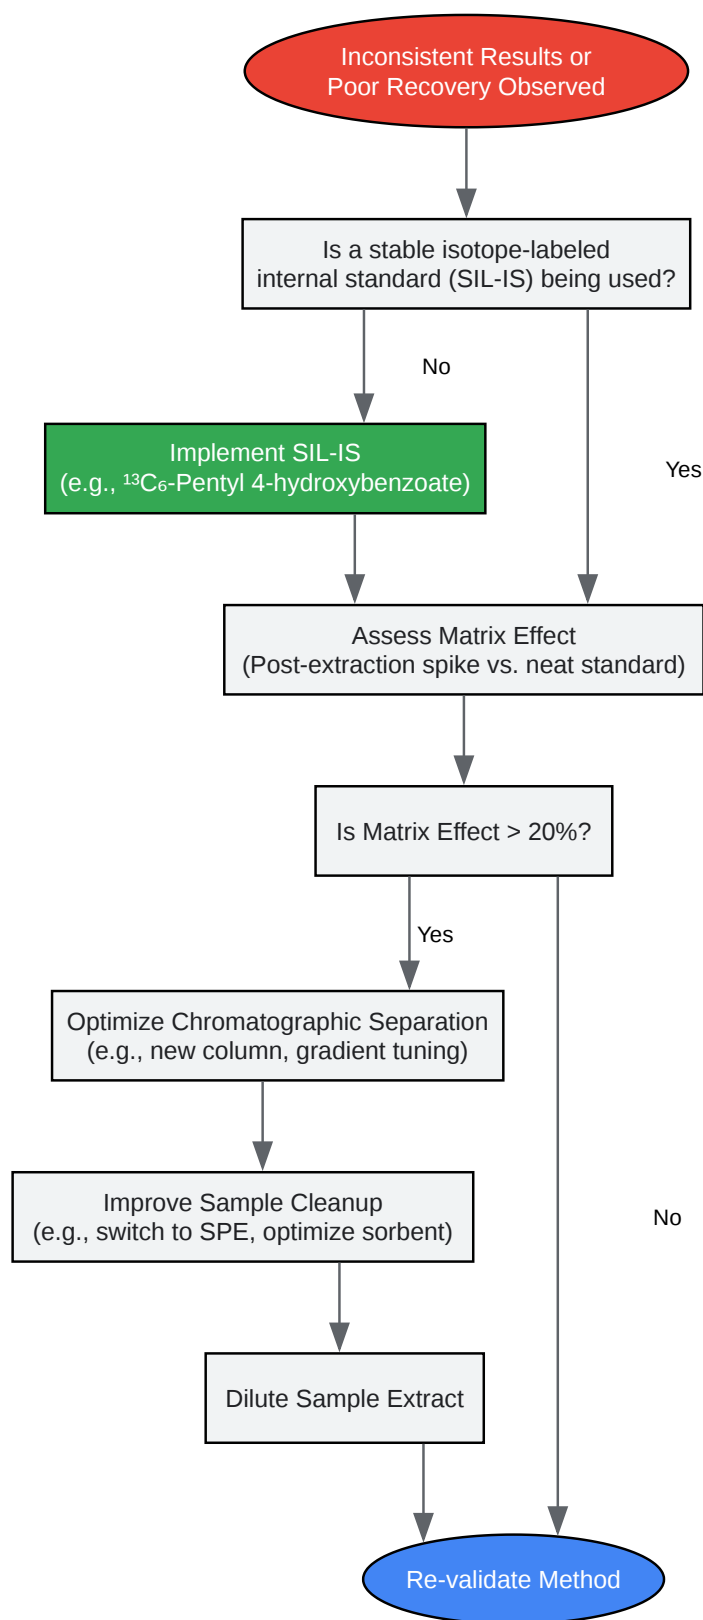 Inconsistent Results or
Poor Recovery Observed
Is a stable isotope-labeled
internal standard (SIL-IS) being used?
No
Implement SIL-IS
(e.g., ¹³C₆-Pentyl 4-hydroxybenzoate)
Yes
Assess Matrix Effect
(Post-extraction spike vs. neat standard)
Is Matrix Effect > 20%?
Yes
Optimize Chromatographic Separation
(e.g., new column, gradient tuning)
Improve Sample Cleanup
(e.g., switch to SPE, optimize sorbent)
No
Dilute Sample Extract
Re-validate Method